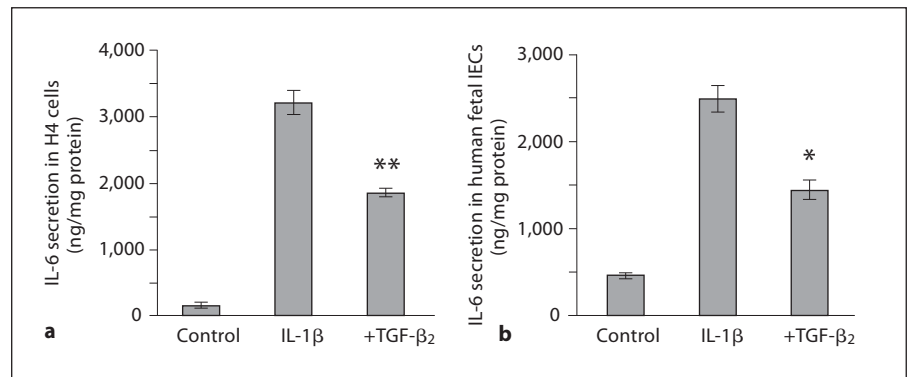 IL-6 secretion in H4 cells
(ng/mg protein)
4,000
3,000
2,000
1,000
0
**
Control
IL-1β
+TGF-β₂
a
IL-6 secretion in human fetal IECs
(ng/mg protein)
3,000
2,000
1,000
0
*
Control
IL-1β
+TGF-β₂
b